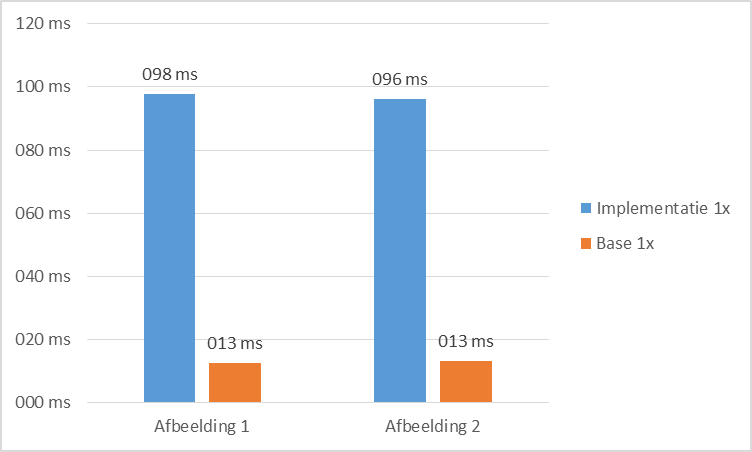 120 ms
100 ms
080 ms
060 ms
040 ms
020 ms
000 ms
098 ms
013 ms
096 ms
013 ms
Afbeelding 1
Afbeelding 2
Implementatie 1x
Base 1x